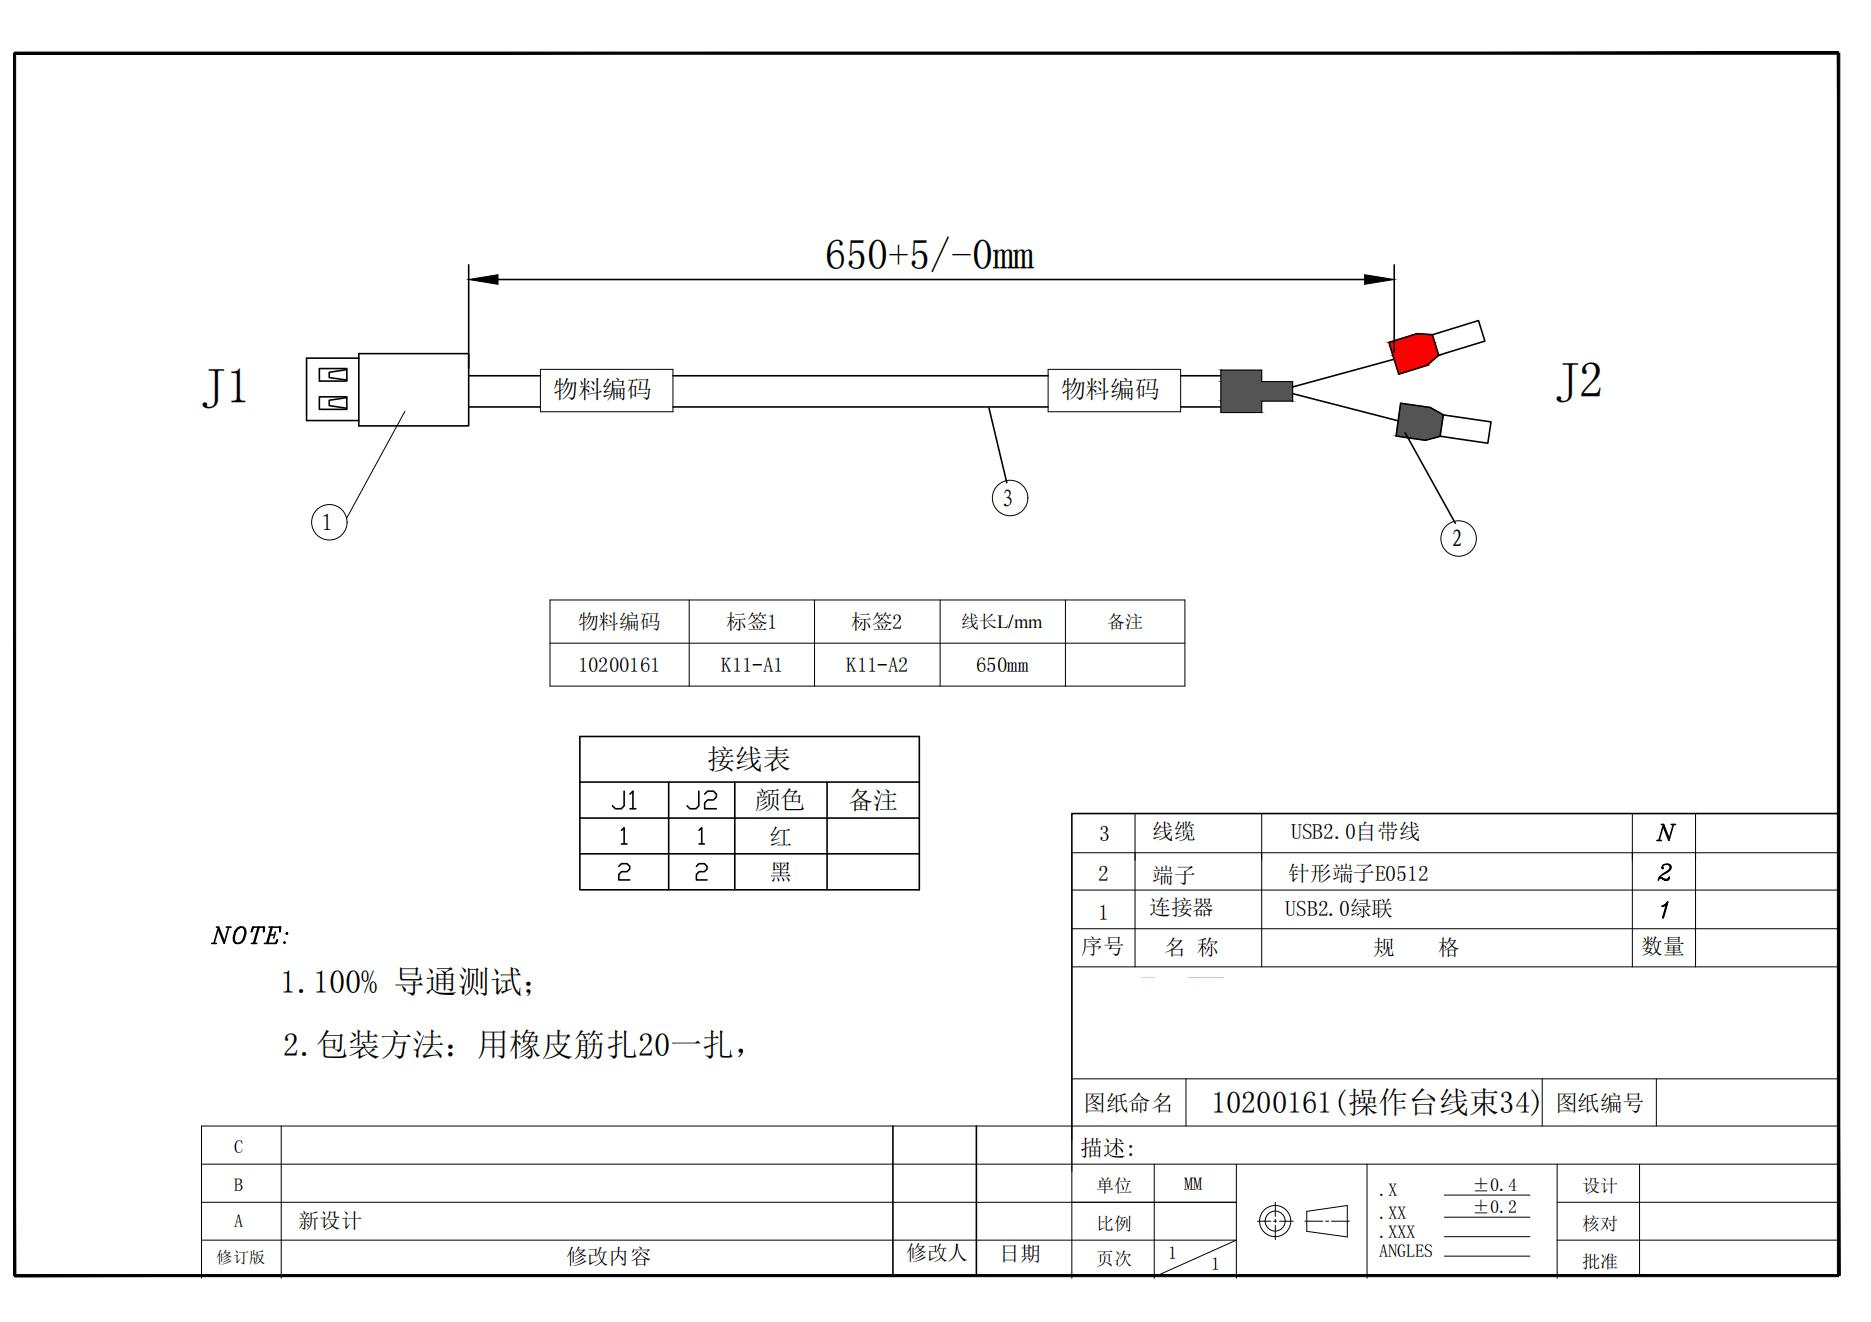 650+5/-0mm
J1
物料编码
物料编码
J2
1
3
2
物料编码 标签1 标签2 线长L/mm 备注
10200161 K11-A1 K11-A2 650mm
接线表
J1 J2 颜色 备注
1 1 红
2 2 黑
3 线缆 USB2.0自带线 N
2 端子 针形端子E0512 2
1 连接器 USB2.0绿联 1
序号 名 称 规 格 数量
NOTE:
1.100% 导通测试;
2.包装方法: 用橡皮筋扎20一扎,
图纸命名 10200161(操作台线束34) 图纸编号
描述:
C
B
A 新设计
修订版 修改内容 修改人 日期
单位 MM
比例
页次 1 1
.X ±0.4
.XX ±0.2
.XXX
ANGLES
设计
核对
批准